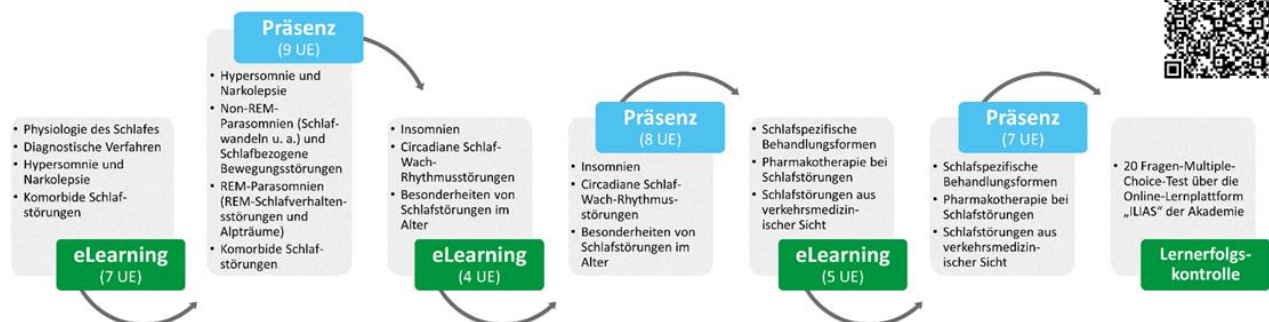 • Physiologie des Schlafes
• Diagnostische Verfahren
• Hypersomnie und
Narkolepsie
• Komorbide Schlaf-
störungen
eLearning
(7 UE)
Präsenz
(9 UE)
• Hypersomnie und
Narkolepsie
• Non-REM-
Parasomnien (Schlaf-
wandeln u. a.) und
Schlafbezogene
Bewegungsstörungen
• REM-Parasomnien
(REM-Schlafverhalten-
sstörungen und
Alpträume)
• Komorbide Schlaf-
störungen
• Insomnien
• Circadiane Schlaf-
Wach-
Rhythmusstörungen
• Besonderheiten von
Schlafstörungen im
Alter
eLearning
(4 UE)
Präsenz
(8 UE)
• Insomnien
• Circadiane Schlaf-
Wach-Rhythmus-
störungen
• Besonderheiten von
Schlafstörungen im
Alter
• Schlafspezifische
Behandlungsformen
• Pharmakotherapie bei
Schlafstörungen
• Schlafstörungen aus
verkehrsmedizin-
ischer Sicht
eLearning
(5 UE)
Präsenz
(7 UE)
• Schlafspezifische
Behandlungsformen
• Pharmakotherapie bei
Schlafstörungen
• Schlafstörungen aus
verkehrsmedizin-
ischer Sicht
• 20 Fragen-Multiple-
Choice-Test über die
Online-Lernplattform
„ILIAS“ der Akademie
Lernerfolgs-
kontrolle